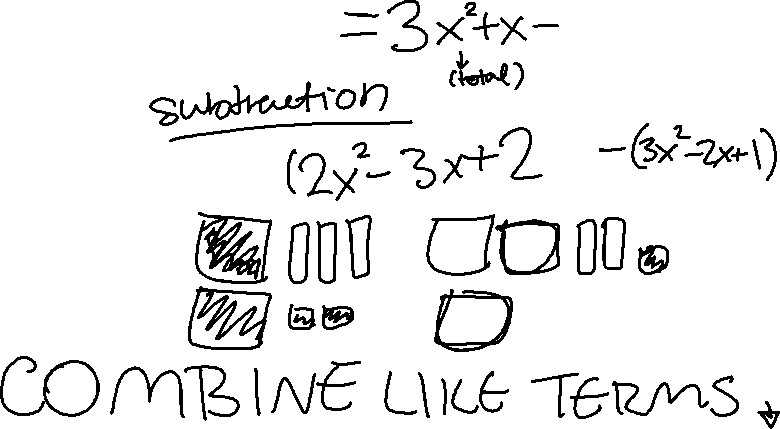 =3x²+x-
(total)
subtraction
(2x²-3x+2 -(3x²-2x+1)
COMBINE LIKE TERMS